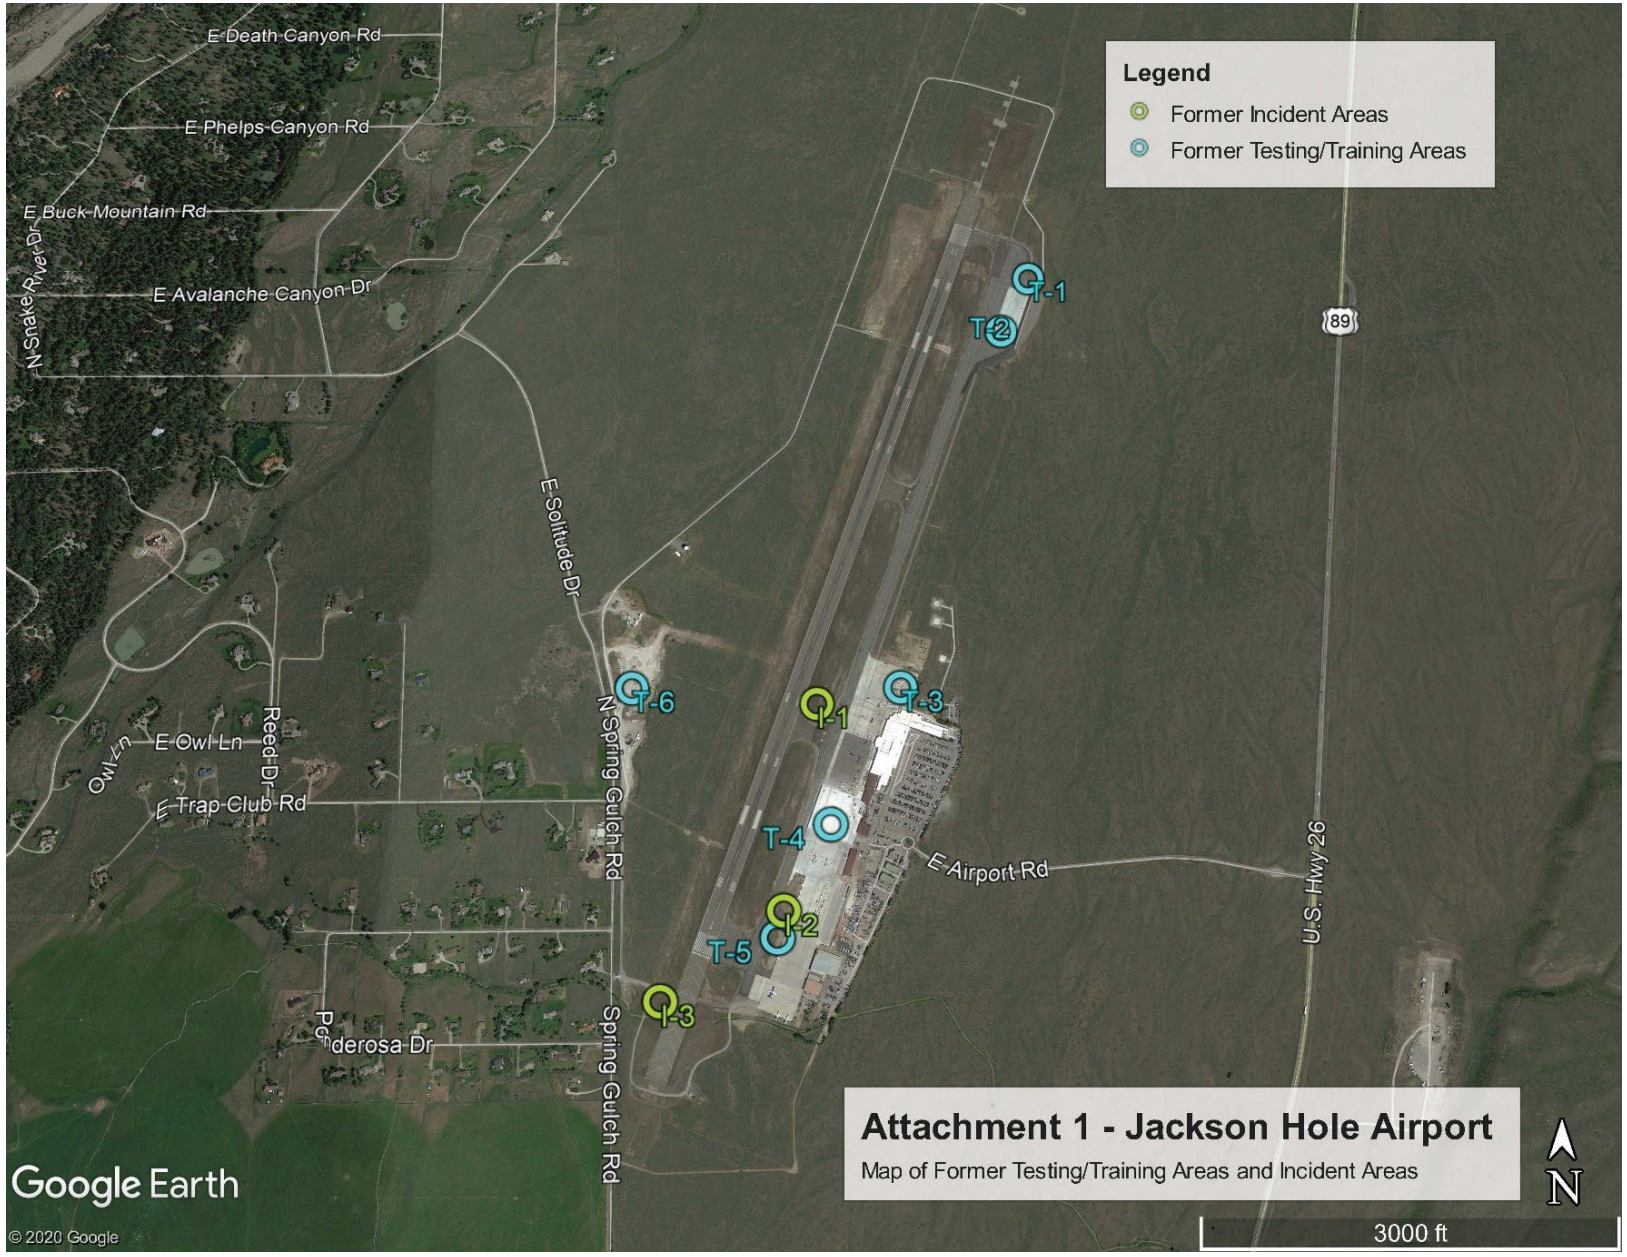 E Death Canyon Rd
Legend
Former Incident Areas
Former Testing/Training Areas
E Phelps Canyon Rd
E Buck Mountain Rd
N Snake River Dr
E Avalanche Canyon Dr
T-1
T-2
89
E Solitude Dr
T-6
T-3
I-1
N Spring Gulch Rd
Reed Dr
Owl Ln
E Owl Ln
E Trap Club Rd
T-4
E Airport Rd
U.S. Hwy 26
I-2
T-5
I-3
Ponderosa Dr
Spring Gulch Rd
Attachment 1 - Jackson Hole Airport
Map of Former Testing/Training Areas and Incident Areas
N
Google Earth
© 2020 Google
3000 ft